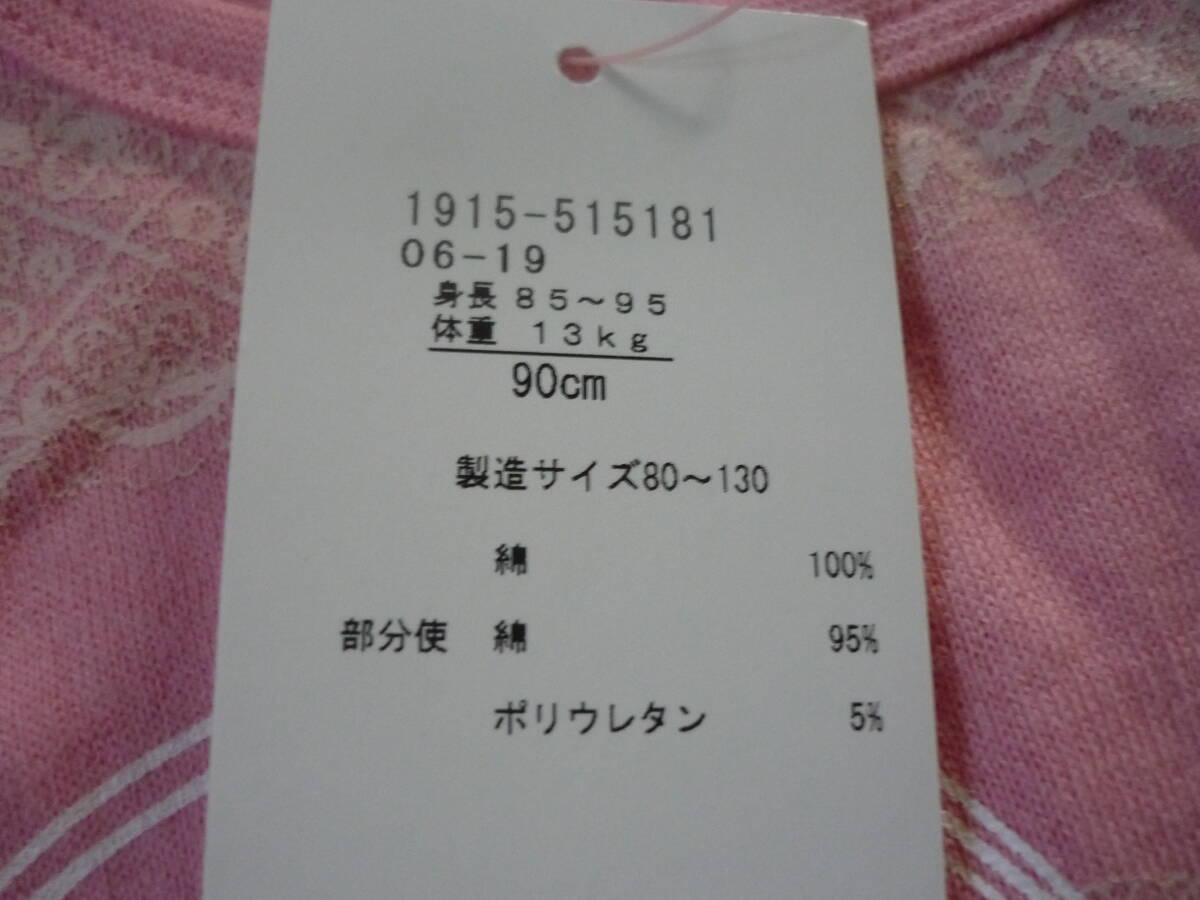 1915-515181
06-19
身長 85～95
体重 13kg
90cm
製造サイズ80～130
綿 100%
部分使 綿 95%
ポリウレタン 5%